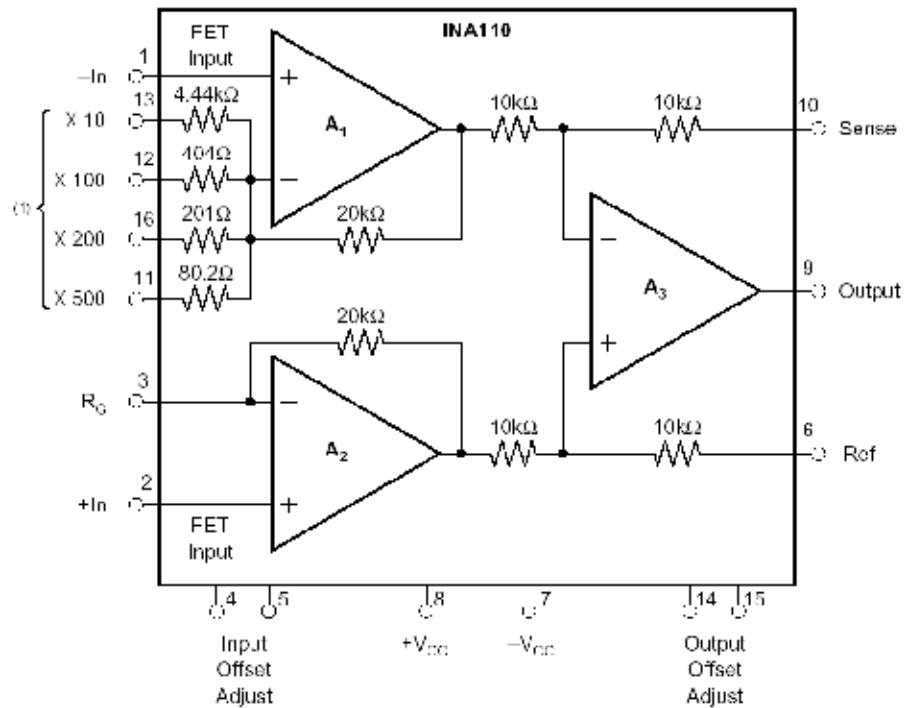 INA110
FET
Input
1
–In
13
4.44kΩ
X 10
12
404Ω
X 100
(1)
16
201Ω
X 200
11
80.2Ω
X 500
+
A1
–
20kΩ
10kΩ
10kΩ
10
Sense
–
A3
+
9
Output
20kΩ
3
RG
–
A2
+
10kΩ
10kΩ
6
Ref
2
+In
FET
Input
4
5
8
7
14
15
Input
Offset
Adjust
+VCC
–VCC
Output
Offset
Adjust